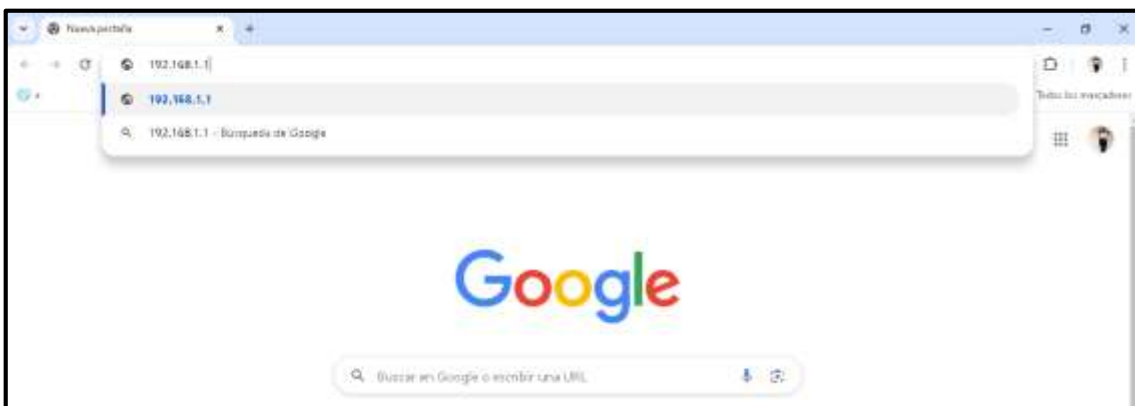 Nueva pestaña
192.168.1.1
Todos los marcadores
192.168.1.1
192.168.1.1 - Búsqueda de Google
Google
Buscar en Google o escribir una URL